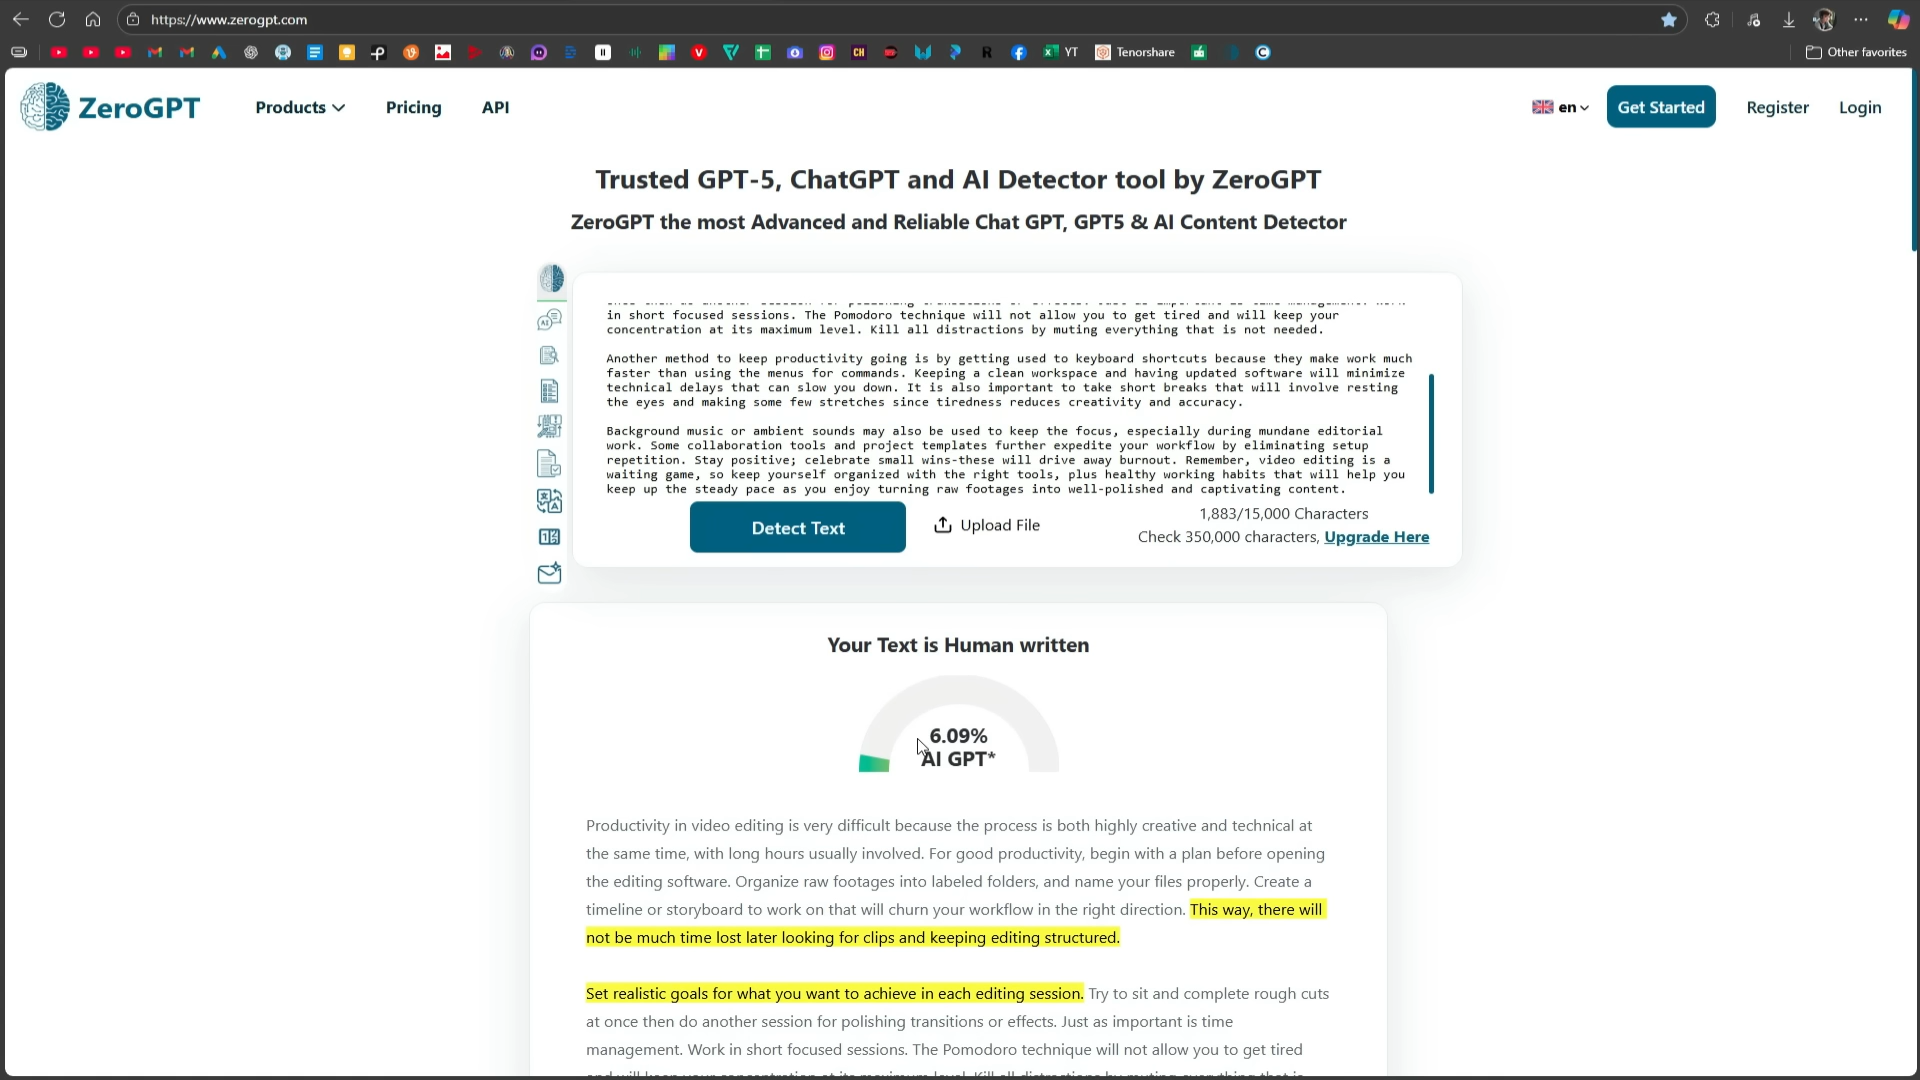 https://www.zerogpt.com
YT
Tenorshare
Other favorites
ZeroGPT
Products
Pricing
API
en
Get Started
Register
Login
Trusted GPT-5, ChatGPT and AI Detector tool by ZeroGPT
ZeroGPT the most Advanced and Reliable Chat GPT, GPT5 & AI Content Detector
in short focused sessions. The Pomodoro technique will not allow you to get tired and will keep your
concentration at its maximum level. Kill all distractions by muting everything that is not needed.
Another method to keep productivity going is by getting used to keyboard shortcuts because they make work much
faster than using the menus for commands. Keeping a clean workspace and having updated software will minimize
technical delays that can slow you down. It is also important to take short breaks that will involve resting
the eyes and making some few stretches since tiredness reduces creativity and accuracy.
Background music or ambient sounds may also be used to keep the focus, especially during mundane editorial
work. Some collaboration tools and project templates further expedite your workflow by eliminating setup
repetition. Stay positive; celebrate small wins-these will drive away burnout. Remember, video editing is a
waiting game, so keep yourself organized with the right tools, plus healthy working habits that will help you
keep up the steady pace as you enjoy turning raw footages into well-polished and captivating content.
Detect Text
Upload File
1,883/15,000 Characters
Check 350,000 characters, Upgrade Here
Your Text is Human written
6.09%
AI GPT*
Productivity in video editing is very difficult because the process is both highly creative and technical at
the same time, with long hours usually involved. For good productivity, begin with a plan before opening
the editing software. Organize raw footages into labeled folders, and name your files properly. Create a
timeline or storyboard to work on that will churn your workflow in the right direction. This way, there will
not be much time lost later looking for clips and keeping editing structured.
Set realistic goals for what you want to achieve in each editing session. Try to sit and complete rough cuts
at once then do another session for polishing transitions or effects. Just as important is time
management. Work in short focused sessions. The Pomodoro technique will not allow you to get tired